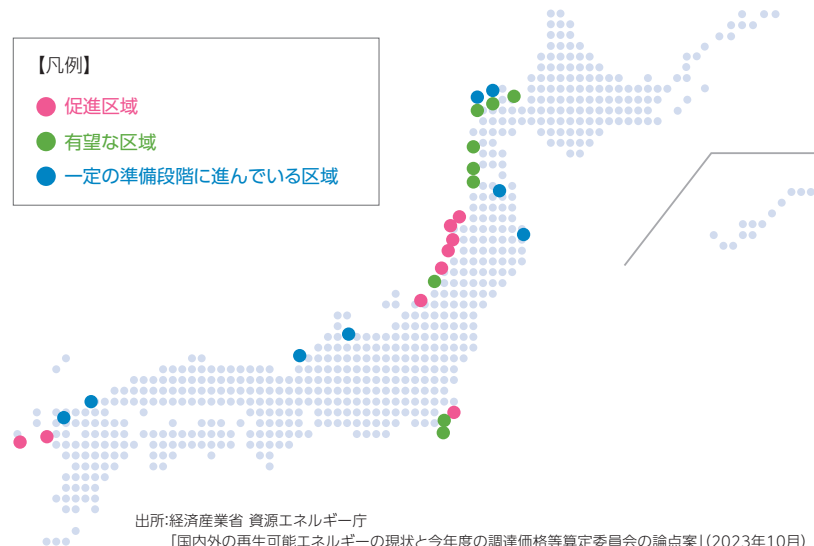 【凡例】
促進区域
有望な区域
一定の準備段階に進んでいる区域
出所:経済産業省 資源エネルギー庁
「国内外の再生可能エネルギーの現状と今年度の調達価格等算定委員会の論点案」(2023年10月)